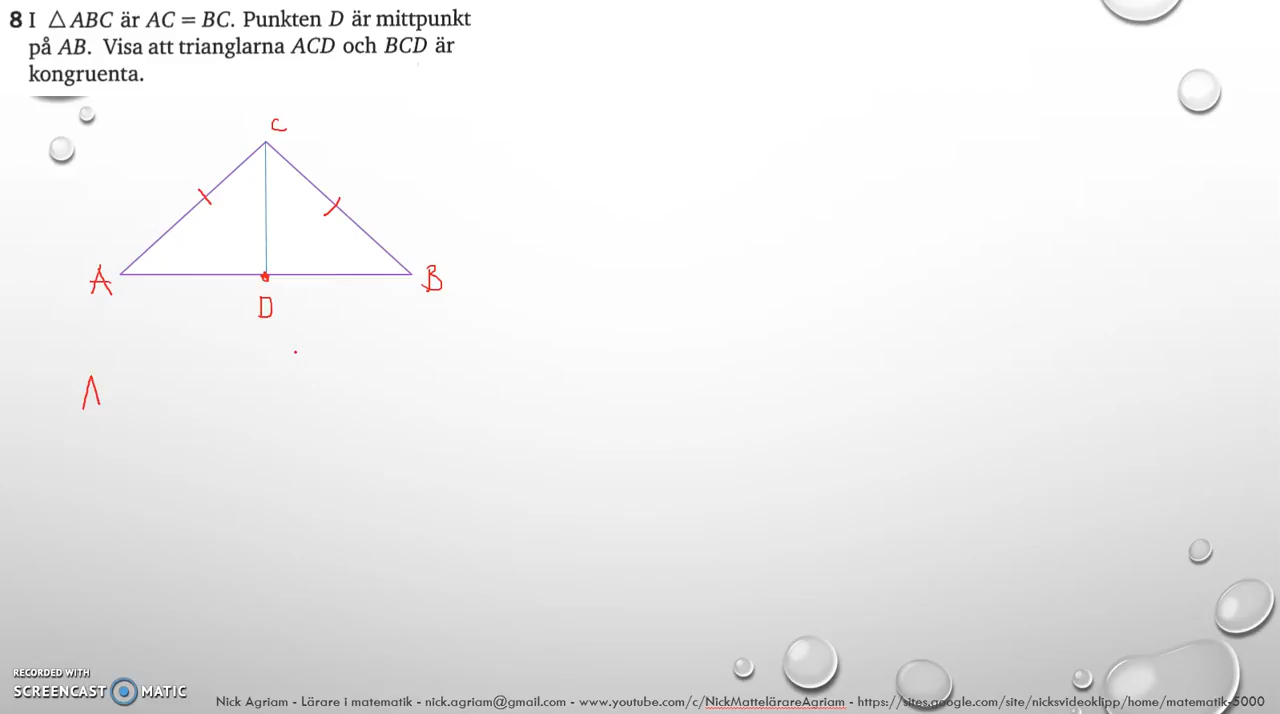 8 I △ABC är AC = BC. Punkten D är mittpunkt
på AB. Visa att trianglarna ACD och BCD är
kongruenta.
C
A
B
D
RECORDED WITH
SCREENCAST MATIC
Nick Agriam - Lärare i matematik - nick.agriam@gmail.com - www.youtube.com/c/NickMattelärareAgriam - https://sites.google.com/site/nicksvideoklipp/home/matematik-5000